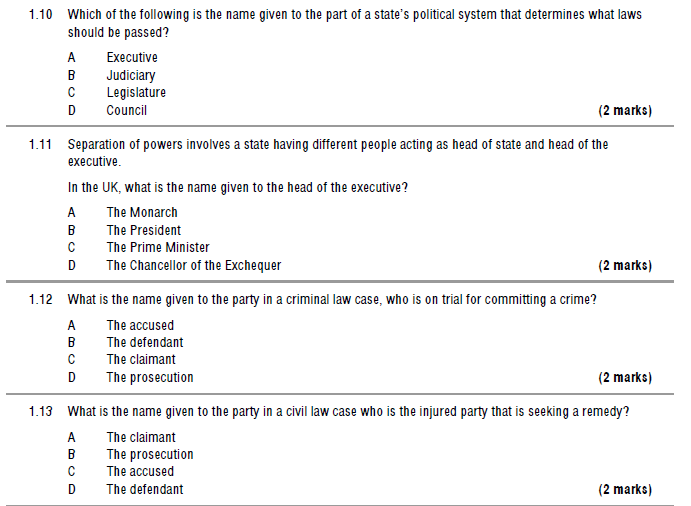 1.10 Which of the following is the name given to the part of a state's political system that determines what laws
should be passed?
A Executive
B Judiciary
C Legislature
D Council (2 marks)
1.11 Separation of powers involves a state having different people acting as head of state and head of the
executive.
In the UK, what is the name given to the head of the executive?
A The Monarch
B The President
C The Prime Minister
D The Chancellor of the Exchequer (2 marks)
1.12 What is the name given to the party in a criminal law case, who is on trial for committing a crime?
A The accused
B The defendant
C The claimant
D The prosecution (2 marks)
1.13 What is the name given to the party in a civil law case who is the injured party that is seeking a remedy?
A The claimant
B The prosecution
C The accused
D The defendant (2 marks)